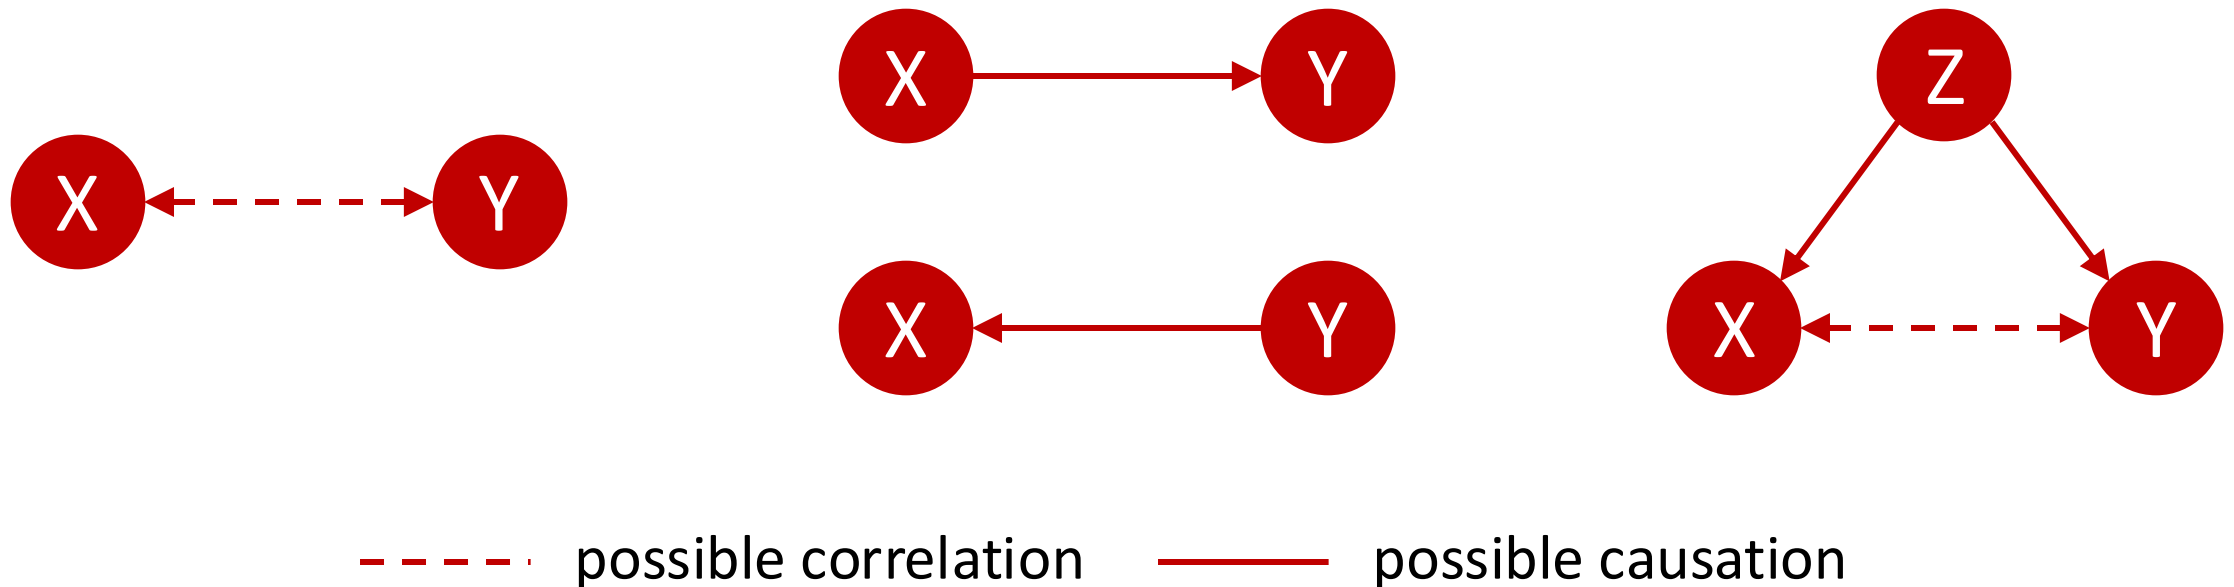 X Y
X Y
X Y
Z
X Y
possible correlation
possible causation